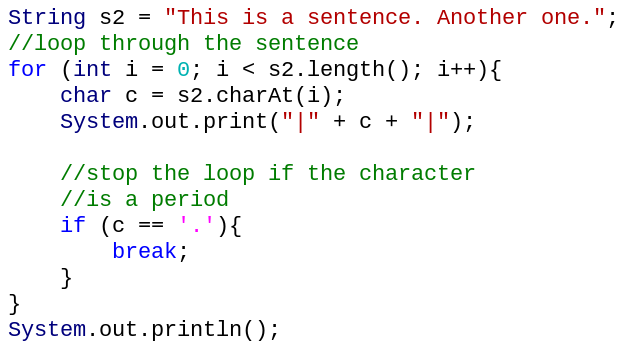 String s2 = "This is a sentence. Another one.";
//loop through the sentence
for (int i = 0; i < s2.length(); i++){
    char c = s2.charAt(i);
    System.out.print("|" + c + "|");

    //stop the loop if the character
    //is a period
    if (c == '.'){
        break;
    }
}
System.out.println();